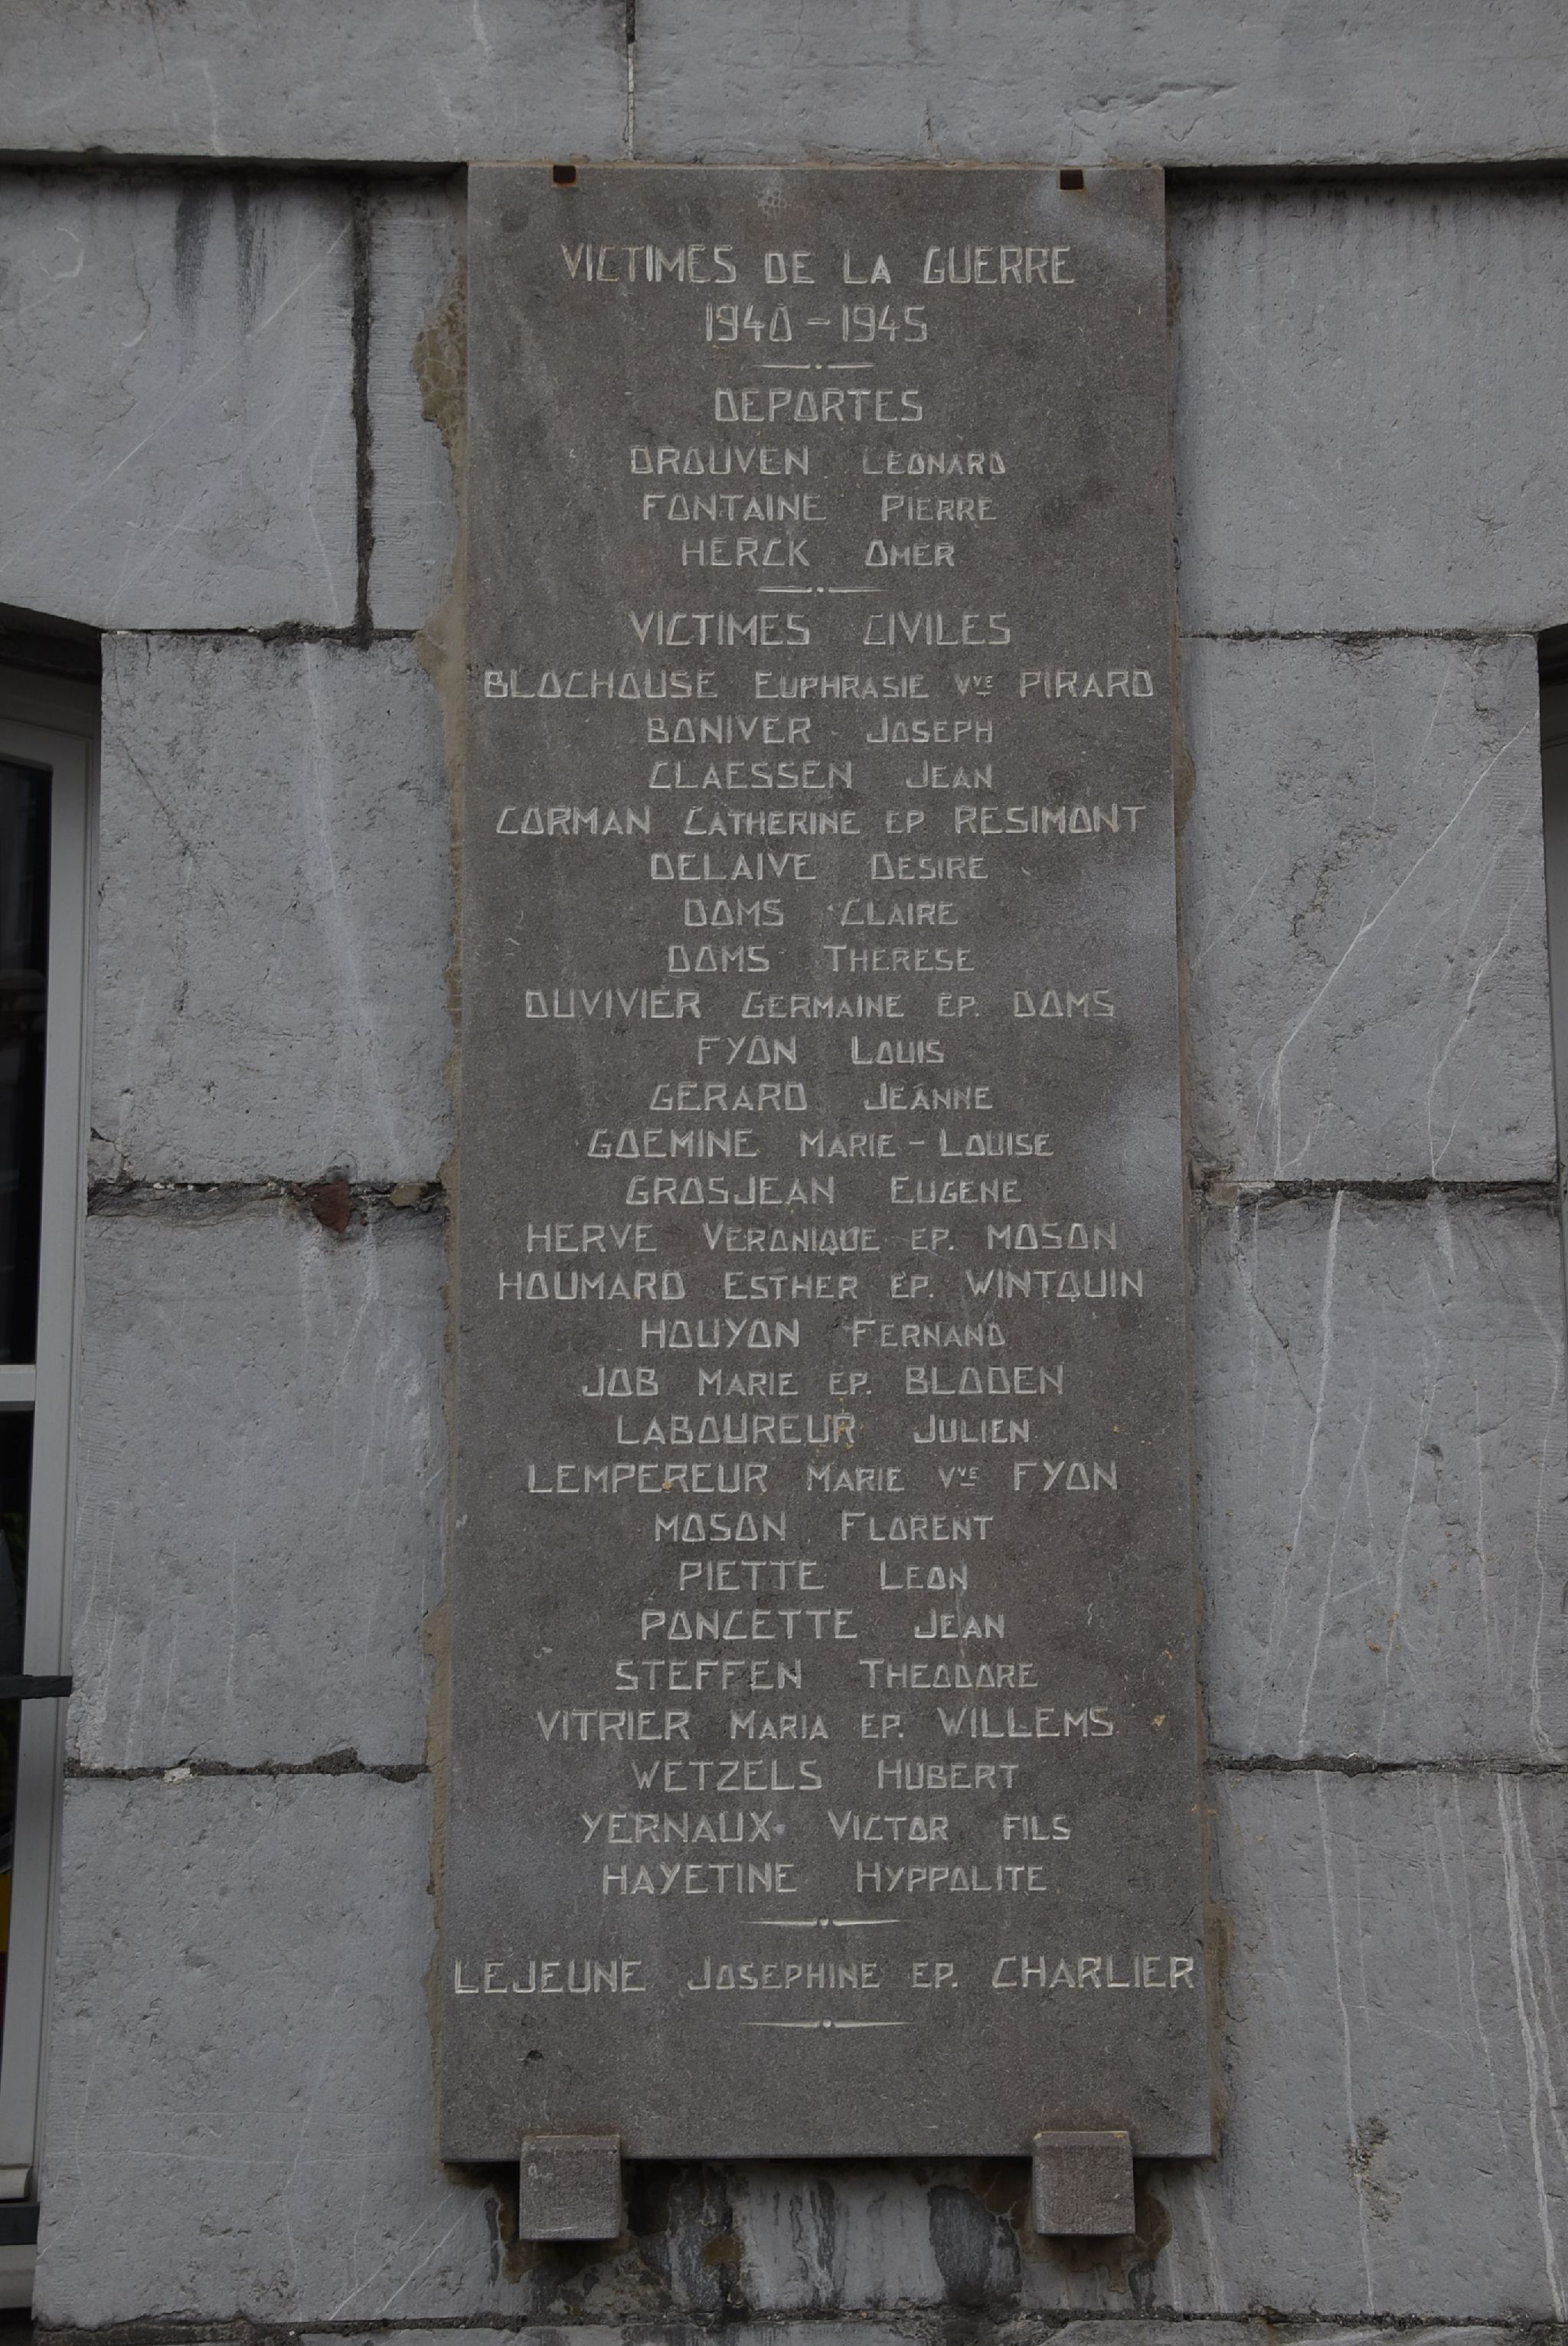 VICTIMES DE LA GUERRE
1940 - 1945
DEPORTES
DROUVEN LEONARD
FONTAINE PIERRE
HERCK OMER
VICTIMES CIVILES
BLOCHOUSE EUPHRASIE VVE PIRARD
BONIVER JOSEPH
CLAESSEN JEAN
CORMAN CATHERINE EP RESIMONT
DELAIVE DESIRE
DOMS CLAIRE
DOMS THERESE
DUVIVIER GERMAINE EP. DOMS
FYON LOUIS
GERARD JEANNE
GOEMINE MARIE - LOUISE
GROSJEAN EUGENE
HERVE VERONIQUE EP. MOSON
HOUMARD ESTHER EP. WINTQUIN
HOUYON FERNAND
JOB MARIE EP. BLODEN
LABOUREUR JULIEN
LEMPEREUR MARIE VVE FYON
MOSON FLORENT
PIETTE LEON
PONCETTE JEAN
STEFFEN THEODORE
VITRIER MARIA EP. WILLEMS
WETZELS HUBERT
YERNAUX VICTOR FILS
HAYETINE HYPPOLITE
LEJEUNE JOSEPHINE EP. CHARLIER